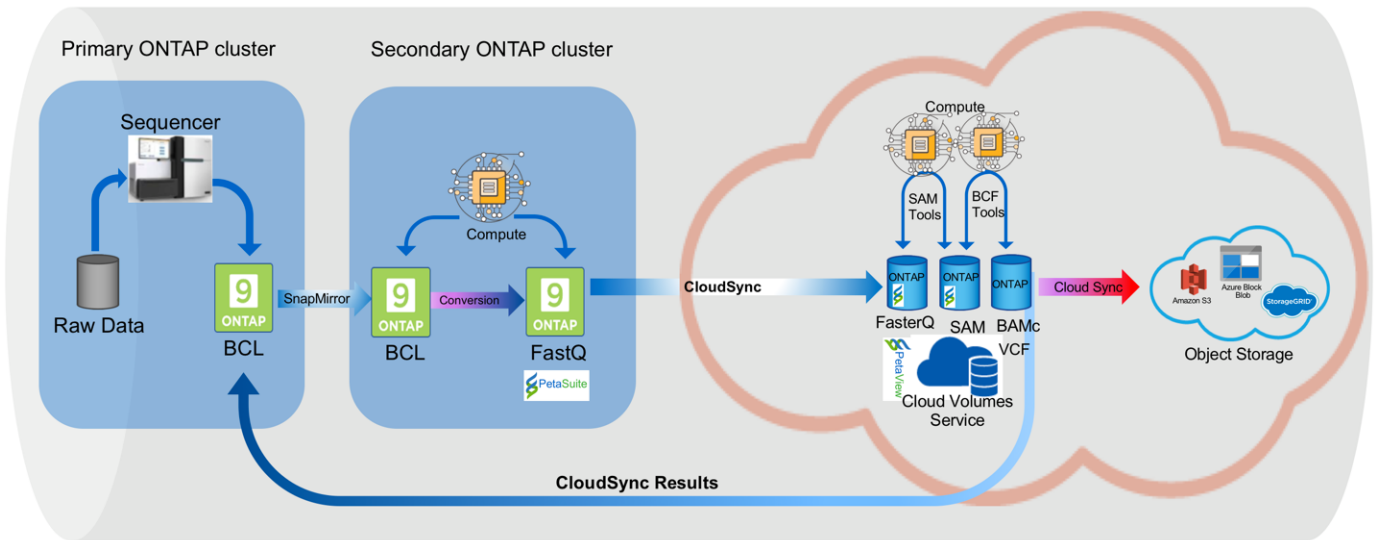 Primary ONTAP cluster
Secondary ONTAP cluster
Sequencer
Raw Data
9
ONTAP
BCL
SnapMirror
Compute
9
ONTAP
BCL
Conversion
9
ONTAP
FastQ
PetaSuite
CloudSync
Compute
SAM
Tools
BCF
Tools
ONTAP
ONTAP
ONTAP
FasterQ
SAM
BAMc
VCF
PetaView
Cloud Volumes
Service
Cloud Sync
Amazon S3
Azure Block
Blob
StorageGRID
Object Storage
CloudSync Results